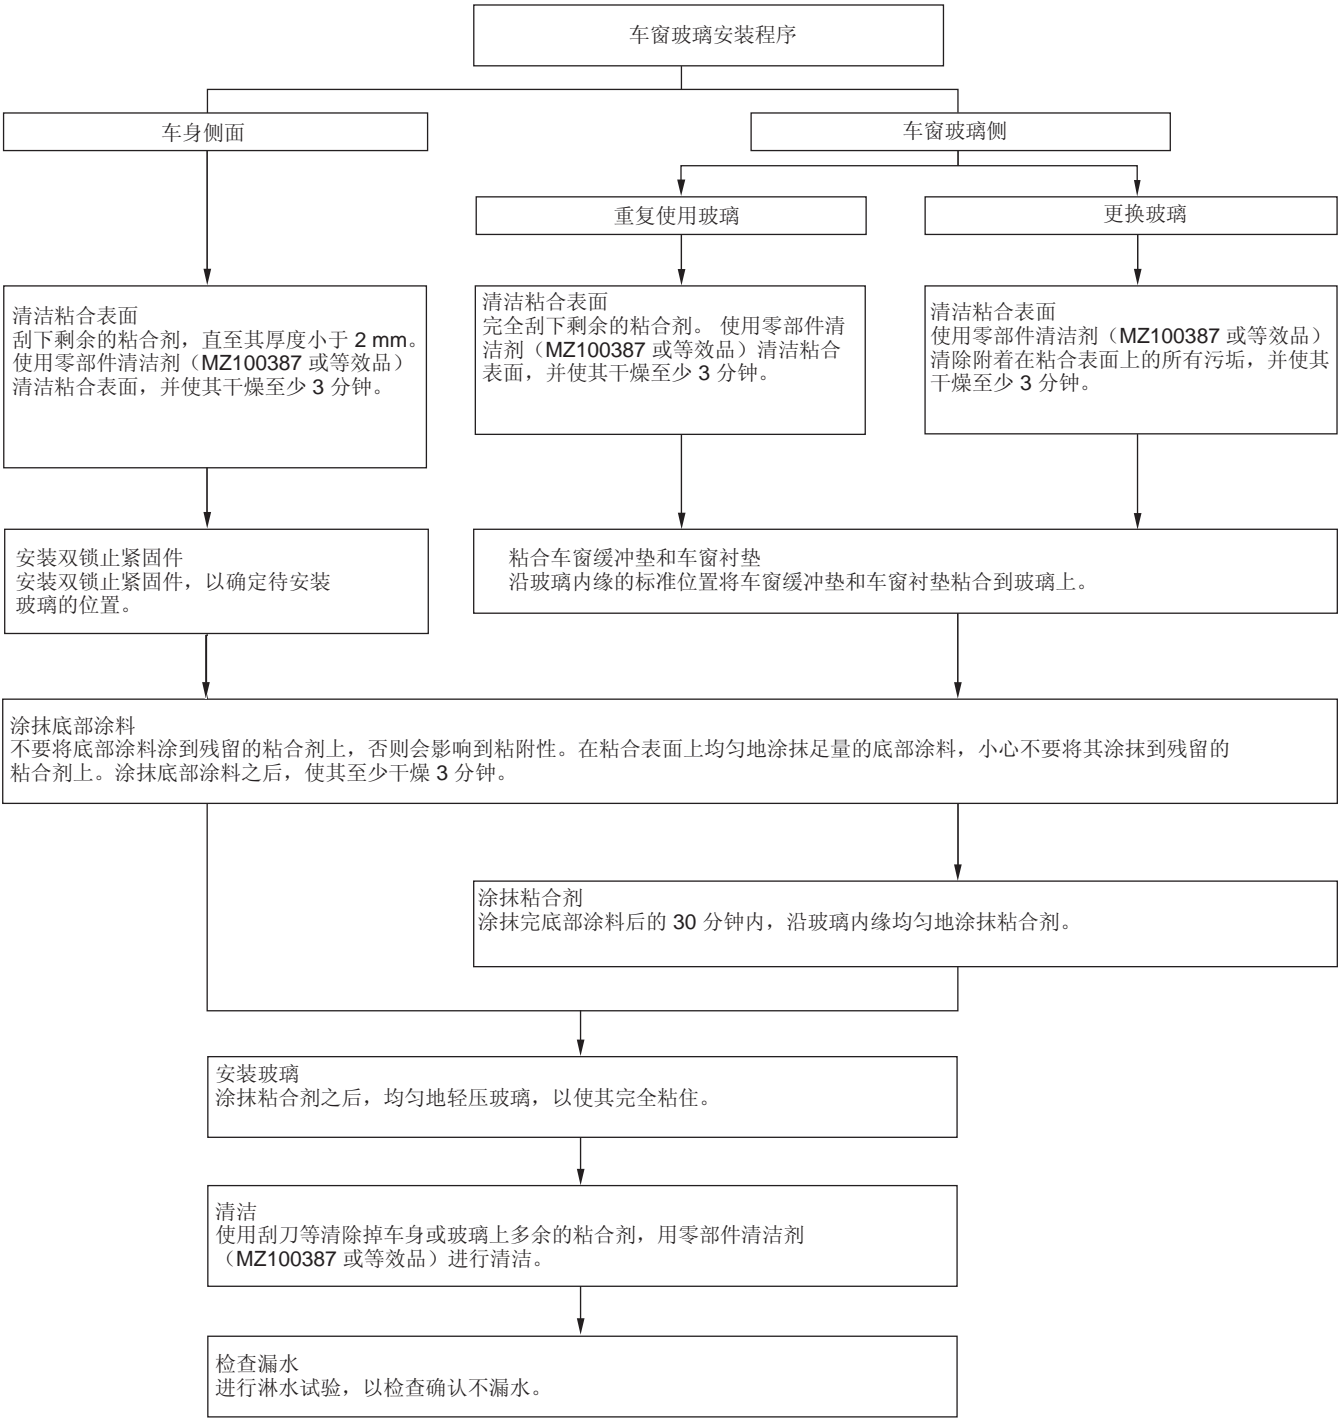 车窗玻璃安装程序
车身侧面
车窗玻璃侧
重复使用玻璃
更换玻璃
清洁粘合表面
刮下剩余的粘合剂，直至其厚度小于 2 mm。
使用零部件清洁剂（MZ100387 或等效品）
清洁粘合表面，并使其干燥至少 3 分钟。
清洁粘合表面
完全刮下剩余的粘合剂。 使用零部件清
洁剂（MZ100387 或等效品）清洁粘合
表面，并使其干燥至少 3 分钟。
清洁粘合表面
使用零部件清洁剂（MZ100387 或等效品）
清除附着在粘合表面上的所有污垢，并使其
干燥至少 3 分钟。
安装双锁止紧固件
安装双锁止紧固件，以确定待安装
玻璃的位置。
粘合车窗缓冲垫和车窗衬垫
沿玻璃内缘的标准位置将车窗缓冲垫和车窗衬垫粘合到玻璃上。
涂抹底部涂料
不要将底部涂料涂到残留的粘合剂上，否则会影响到粘附性。在粘合表面上均匀地涂抹足量的底部涂料，小心不要将其涂抹到残留的
粘合剂上。涂抹底部涂料之后，使其至少干燥 3 分钟。
涂抹粘合剂
涂抹完底部涂料后的 30 分钟内，沿玻璃内缘均匀地涂抹粘合剂。
安装玻璃
涂抹粘合剂之后，均匀地轻压玻璃，以使其完全粘住。
清洁
使用刮刀等清除掉车身或玻璃上多余的粘合剂，用零部件清洁剂
（MZ100387 或等效品）进行清洁。
检查漏水
进行淋水试验，以检查确认不漏水。